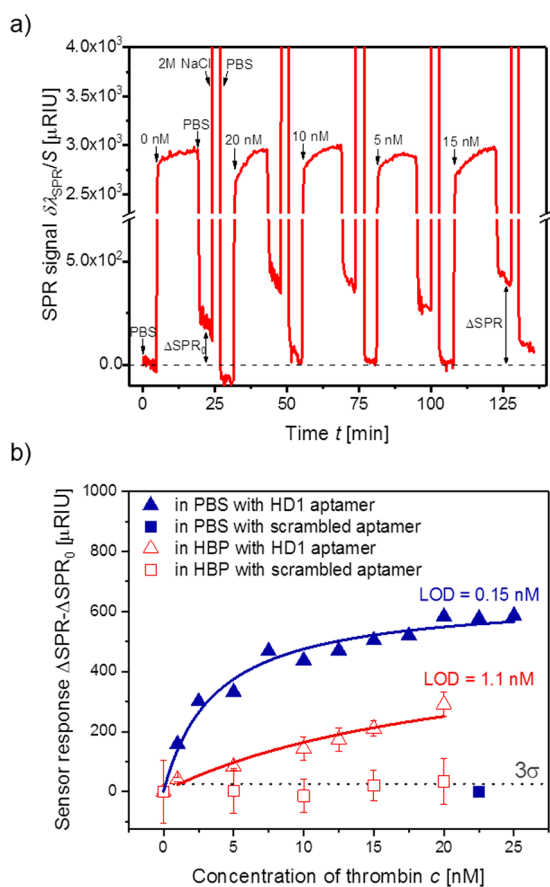 a)
4.0x10³
3.5x10³
3.0x10³
2.5x10³
5.0x10²
0.0
SPR signal δλSPR/S [μRIU]
2M NaCl
PBS
PBS
0 nM
20 nM
10 nM
5 nM
15 nM
PBS
ΔSPR₀
ΔSPR
0 25 50 75 100 125
Time t [min]
b)
1000
800
600
400
200
0
Sensor response ΔSPR-ΔSPR₀ [μRIU]
in PBS with HD1 aptamer
in PBS with scrambled aptamer
in HBP with HD1 aptamer
in HBP with scrambled aptamer
LOD = 0.15 nM
LOD = 1.1 nM
3σ
0 5 10 15 20 25
Concentration of thrombin c [nM]